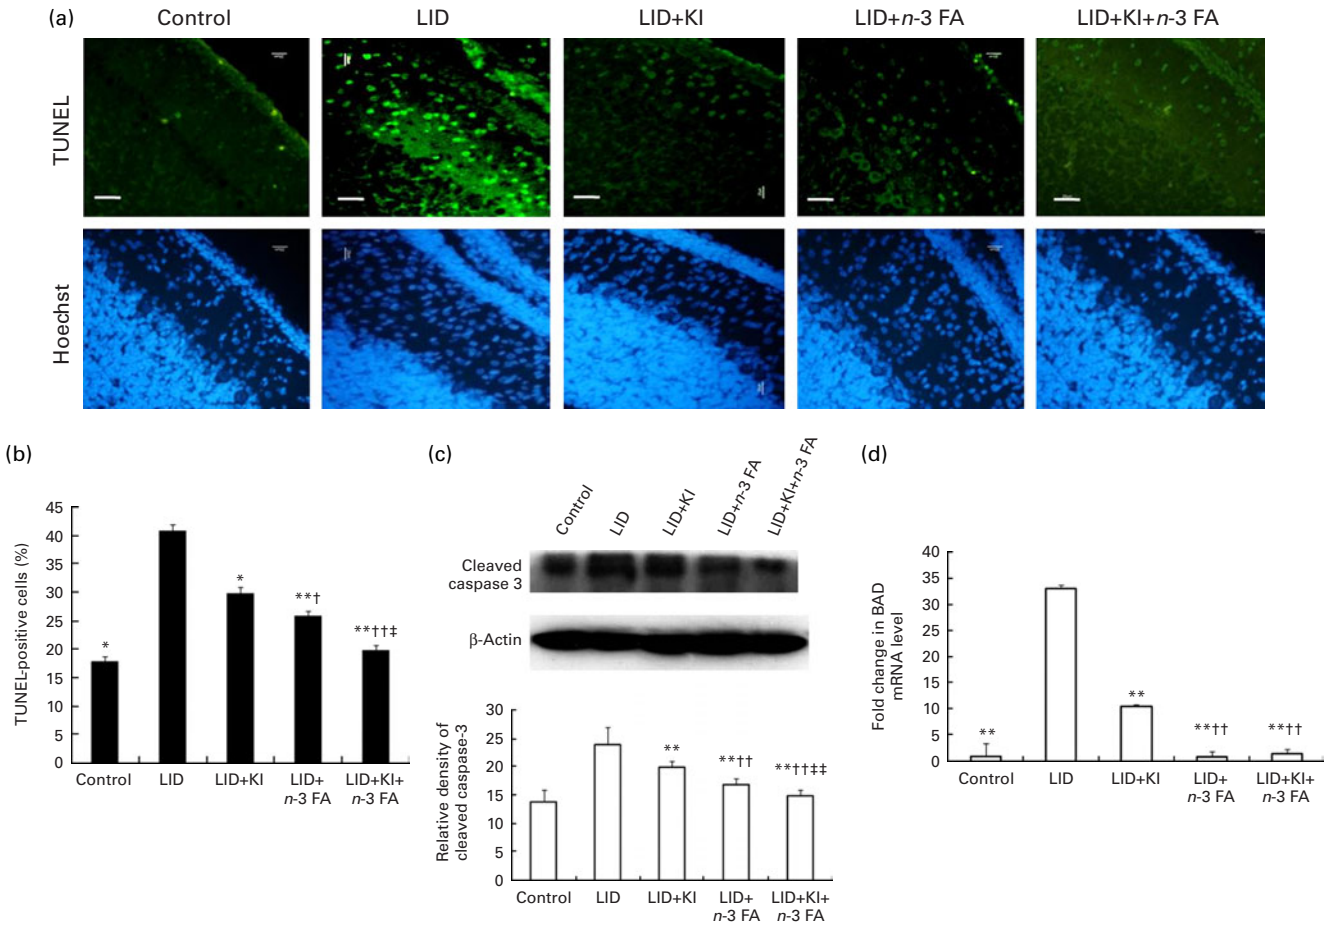 (a)
Control LID LID+KI LID+n-3 FA LID+KI+n-3 FA
TUNEL
Hoechst
(b)
TUNEL-positive cells (%)
45
40
35
30
25
20
15
10
5
0
*
*
**†
**††‡
Control LID LID+KI LID+ LID+KI+
n-3 FA n-3 FA
(c)
Control LID LID+KI LID+n-3 FA LID+KI+n-3 FA
Cleaved
caspase 3
β-Actin
Relative density of
cleaved caspase-3
30
25
20
15
10
5
0
**
**††
**††‡‡
Control LID LID+KI LID+ LID+KI+
n-3 FA n-3 FA
(d)
Fold change in BAD
mRNA level
40
35
30
15
20
15
10
5
0
**
**
**††
**††
Control LID LID+KI LID+ LID+KI+
n-3 FA n-3 FA